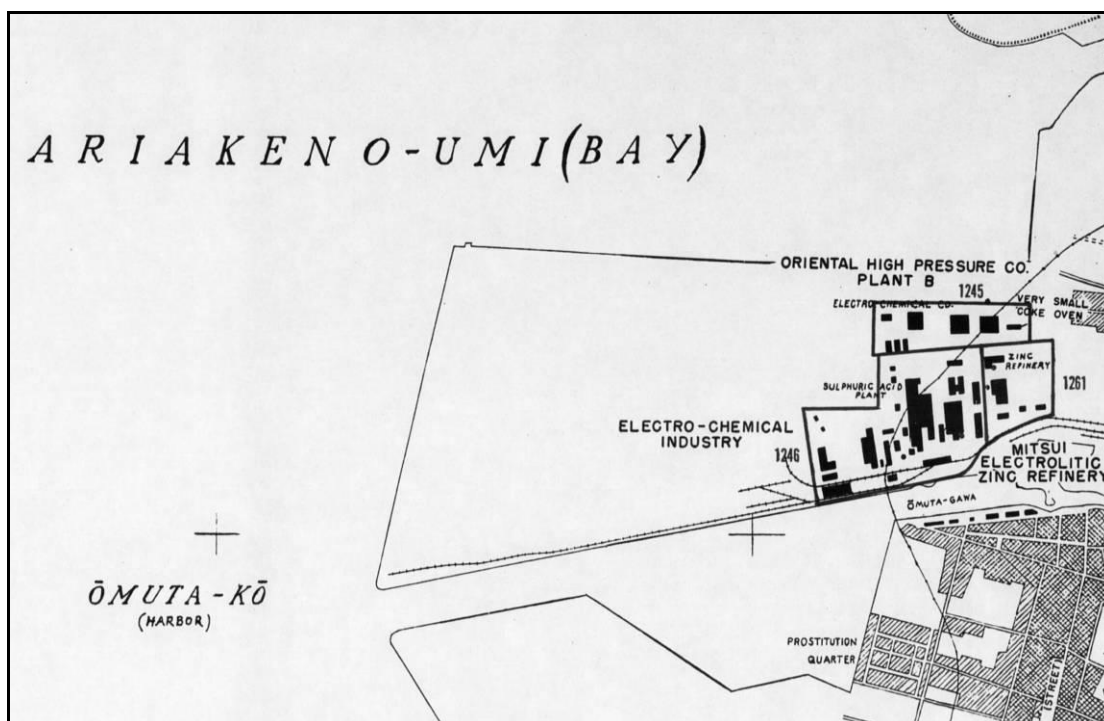 ARIAKENO-UMI (BAY)
ORIENTAL HIGH PRESSURE CO.
PLANT B
1245
ELECTRO CHEMICAL CO.
VERY SMALL
COKE OVEN
ZINC
REFINERY
1261
SULPHURIC ACID
PLANT
ELECTRO-CHEMICAL
INDUSTRY
1246
MITSUI
ELECTROLITIC
ZINC REFINERY
ŌMUTA-GAWA
ŌMUTA-KŌ
(HARBOR)
PROSTITUTION
QUARTER
(STREET)